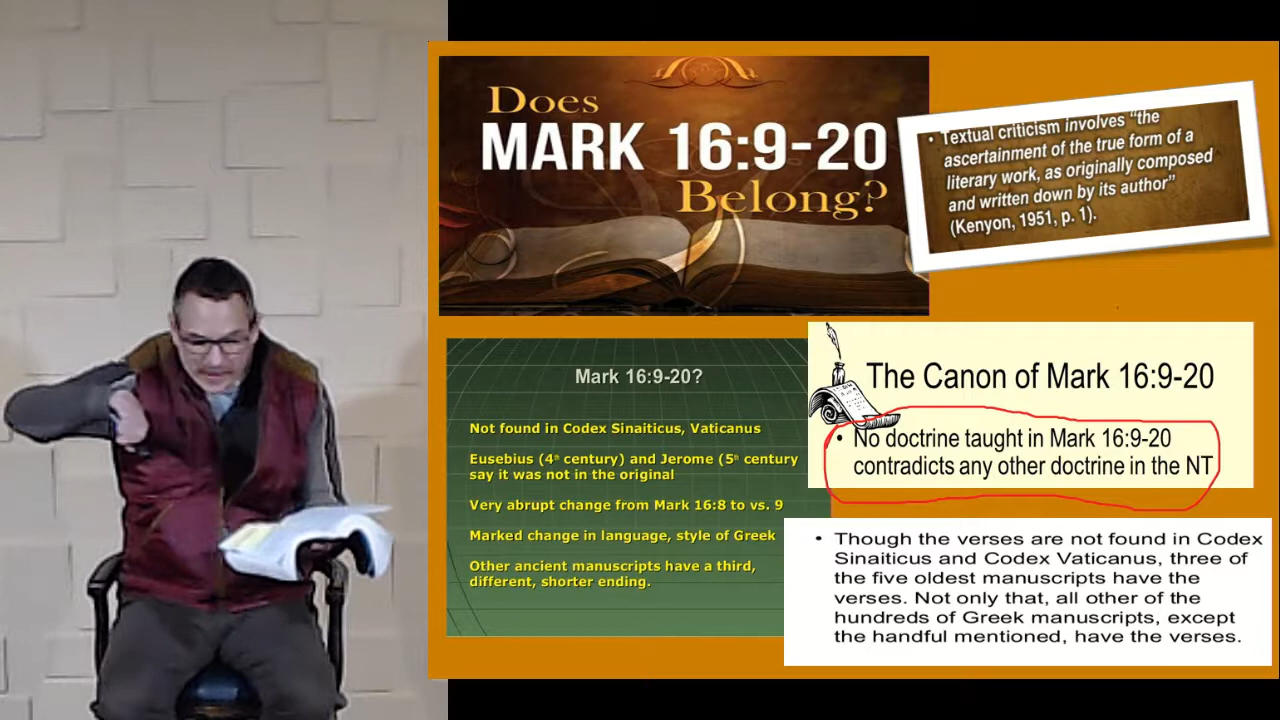 Does
MARK 16:9-20
Belong?
• Textual criticism involves "the
ascertainment of the true form of a
literary work, as originally composed
and written down by its author"
(Kenyon, 1951, p. 1).
Mark 16:9-20?
Not found in Codex Sinaiticus, Vaticanus
Eusebius (4th century) and Jerome (5th century
say it was not in the original
Very abrupt change from Mark 16:8 to vs. 9
Marked change in language, style of Greek
Other ancient manuscripts have a third,
different, shorter ending.
The Canon of Mark 16:9-20
• No doctrine taught in Mark 16:9-20
contradicts any other doctrine in the NT
• Though the verses are not found in Codex
Sinaiticus and Codex Vaticanus, three of
the five oldest manuscripts have the
verses. Not only that, all other of the
hundreds of Greek manuscripts, except
the handful mentioned, have the verses.